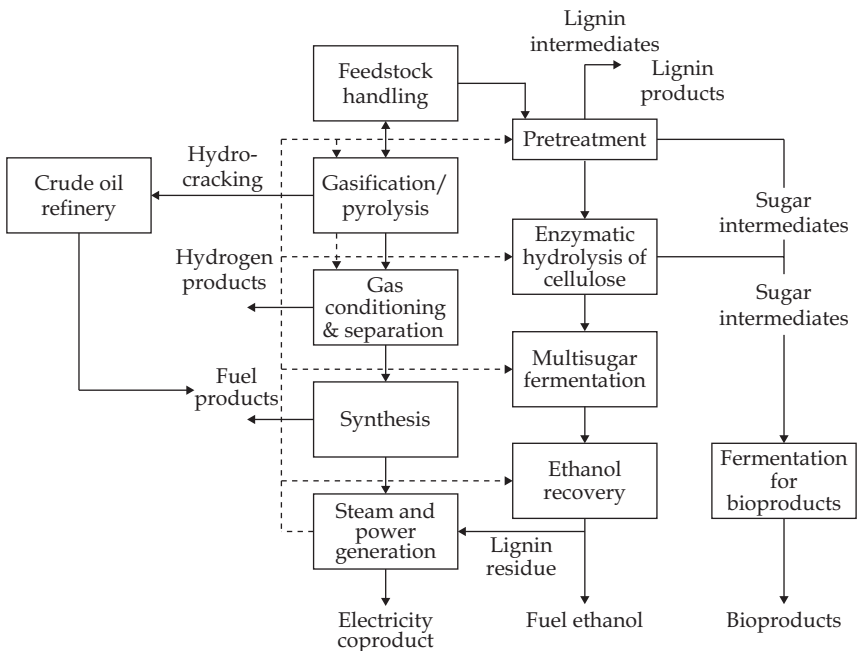 Lignin
intermediates
Lignin
products
Feedstock
handling
Pretreatment
Hydro-
cracking
Crude oil
refinery
Gasification/
pyrolysis
Sugar
intermediates
Enzymatic
hydrolysis of
cellulose
Hydrogen
products
Gas
conditioning
& separation
Sugar
intermediates
Multisugar
fermentation
Fuel
products
Synthesis
Ethanol
recovery
Fermentation
for
bioproducts
Steam and
power
generation
Lignin
residue
Electricity
coproduct
Fuel ethanol
Bioproducts